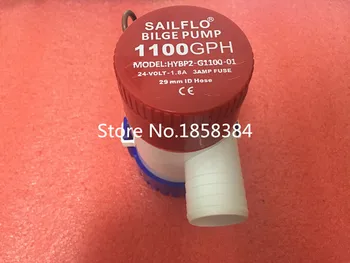 SAILFLO
BILGE PUMP
1100GPH
MODEL:HYBP2-G1100-01
24-VOLT-1.8A 3AMP FUSE
29 mm ID Hose
CE
Store No.1858384